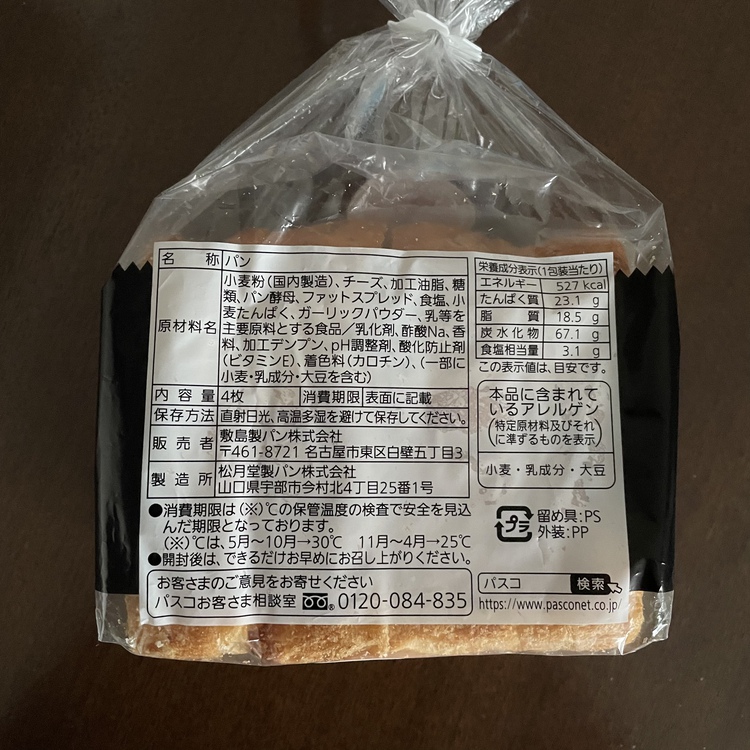 名称 パン
原材料名
小麦粉(国内製造)、チーズ、加工油脂、糖
類、パン酵母、ファットスプレッド、食塩、小
麦たんぱく、ガーリックパウダー、乳等を
主要原料とする食品/乳化剤、酢酸Na、香
料、加工デンプン、pH調整剤、酸化防止剤
(ビタミンE)、着色料(カロチン)、(一部に
小麦・乳成分・大豆を含む)
内容量 4枚 消費期限 表面に記載
保存方法 直射日光、高温多湿を避けて保存してください。
販売者 敷島製パン株式会社
〒461-8721 名古屋市東区白壁五丁目3
製造所 松月堂製パン株式会社
山口県宇部市今村北4丁目25番1号
●消費期限は(※)℃の保管温度の検査で安全を見込
んだ期限となっております。
(※)℃は、5月～10月→30℃ 11月～4月→25℃
●開封後は、できるだけお早めにお召し上がりください。
お客さまのご意見をお寄せください
パスコお客さま相談室 ® 0120-084-835
栄養成分表示(1包装当たり)
エネルギー 527 kcal
たんぱく質 23.1 g
脂質 18.5 g
炭水化物 67.1 g
食塩相当量 3.1 g
この表示値は、目安です。
本品に含まれて
いるアレルゲン
(特定原材料及びそれ
に準ずるものを表示)
小麦・乳成分・大豆
プラ
留め具:PS
外装:PP
パスコ 検索
https://www.pasconet.co.jp/